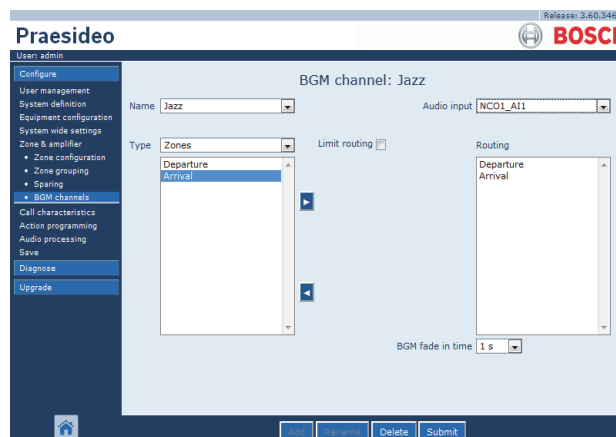 Release: 3.60.346
Praesideo
BOSCH
User: admin
Configure
User management
System definition
Equipment configuration
System wide settings
Zone & amplifier
• Zone configuration
• Zone grouping
• Sparing
• BGM channels
Call characteristics
Action programming
Audio processing
Save
Diagnose
Upgrade
BGM channel: Jazz
Name Jazz
Audio input NCO1_AI1
Type Zones
Limit routing
Routing
Departure
Arrival
Departure
Arrival
BGM fade in time 1 s
Add Rename Delete Submit